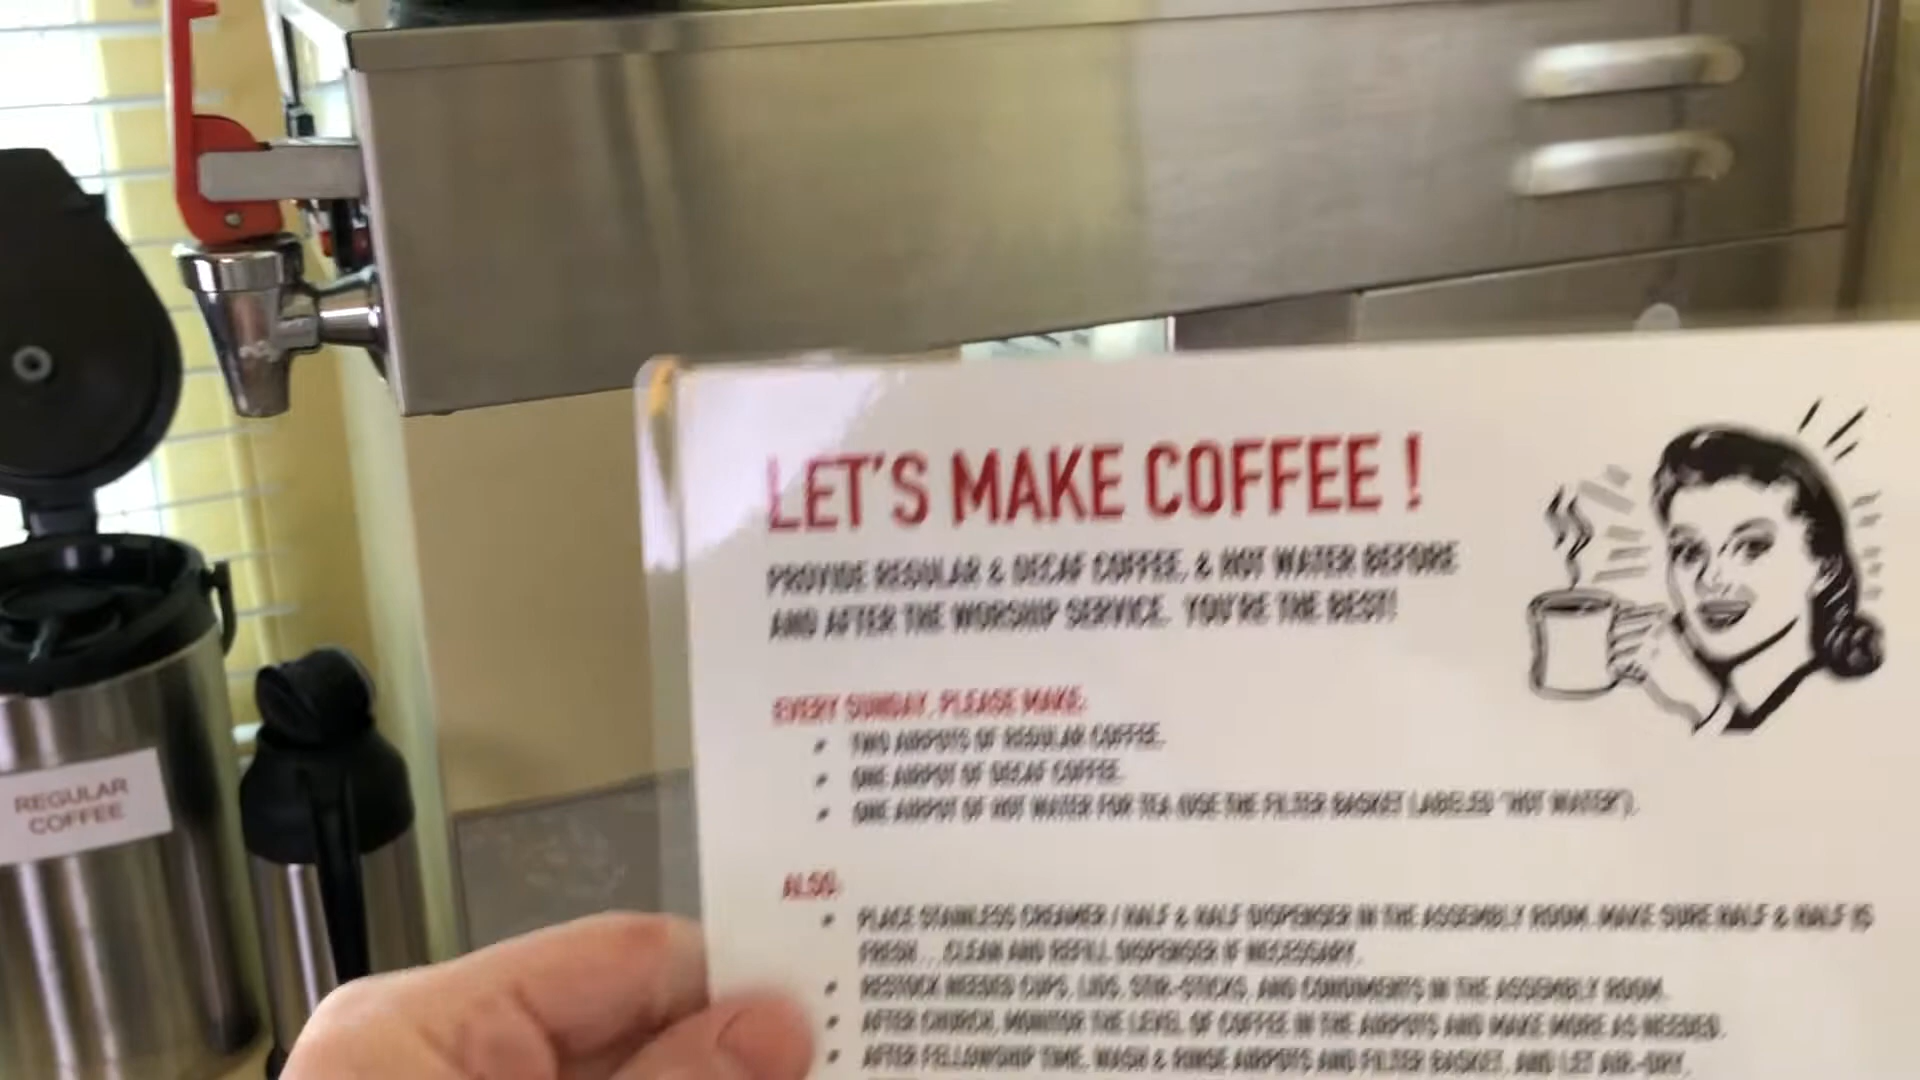 LET'S MAKE COFFEE !
PROVIDE REGULAR & DECAF COFFEE, & HOT WATER BEFORE
AND AFTER THE WORSHIP SERVICE. YOU'RE THE BEST!
EVERY SUNDAY, PLEASE MAKE:
• TWO AIRPOTS OF REGULAR COFFEE.
• ONE AIRPOT OF DECAF COFFEE.
• ONE AIRPOT OF HOT WATER FOR TEA (USE THE FILTER BASKET LABELED "HOT WATER").
ALSO:
• PLACE STAINLESS CREAMER / HALF & HALF DISPENSER IN THE ASSEMBLY ROOM. MAKE SURE HALF & HALF IS
FRESH... CLEAN AND REFILL DISPENSER IF NECESSARY.
• RESTOCK NEEDED CUPS, LIDS, STIR-STICKS, AND CONDIMENTS IN THE ASSEMBLY ROOM.
• AFTER CHURCH, MONITOR THE LEVEL OF COFFEE IN THE AIRPOTS AND MAKE MORE AS NEEDED.
• AFTER FELLOWSHIP TIME, WASH & RINSE AIRPOTS AND FILTER BASKET, AND LET AIR-DRY.
REGULAR
COFFEE